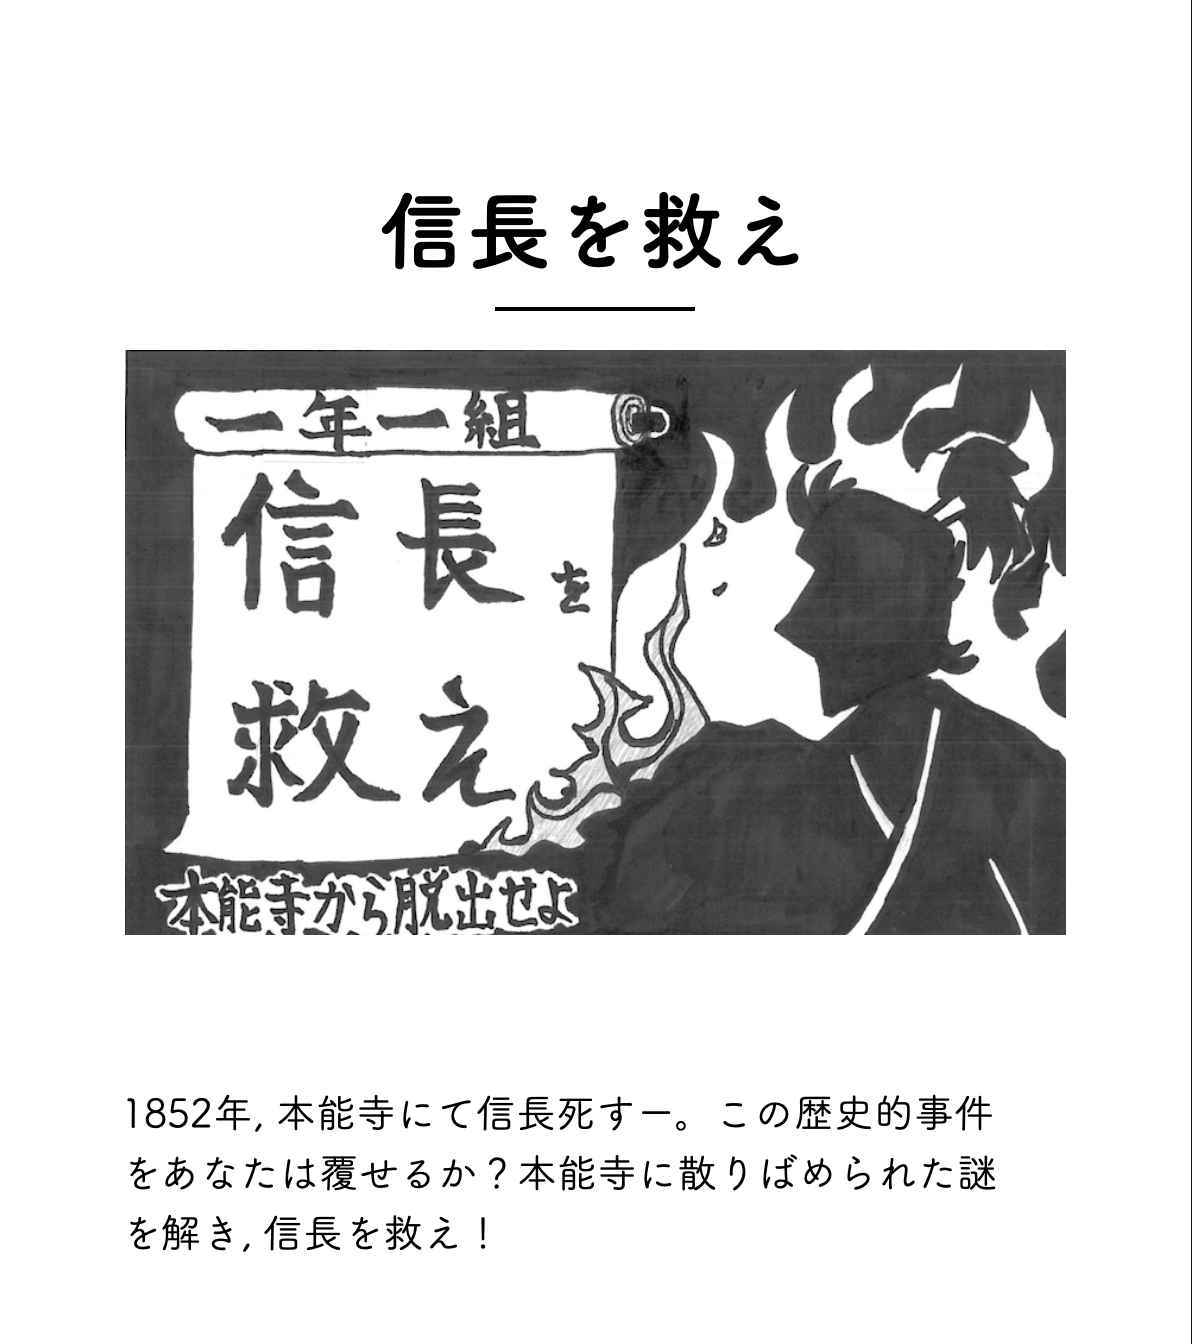 信長を救え
一年一組
信長を
救え
本能寺から脱出せよ
1852年, 本能寺にて信長死すー。この歴史的事件
をあなたは覆せるか？本能寺に散りばめられた謎
を解き, 信長を救え！